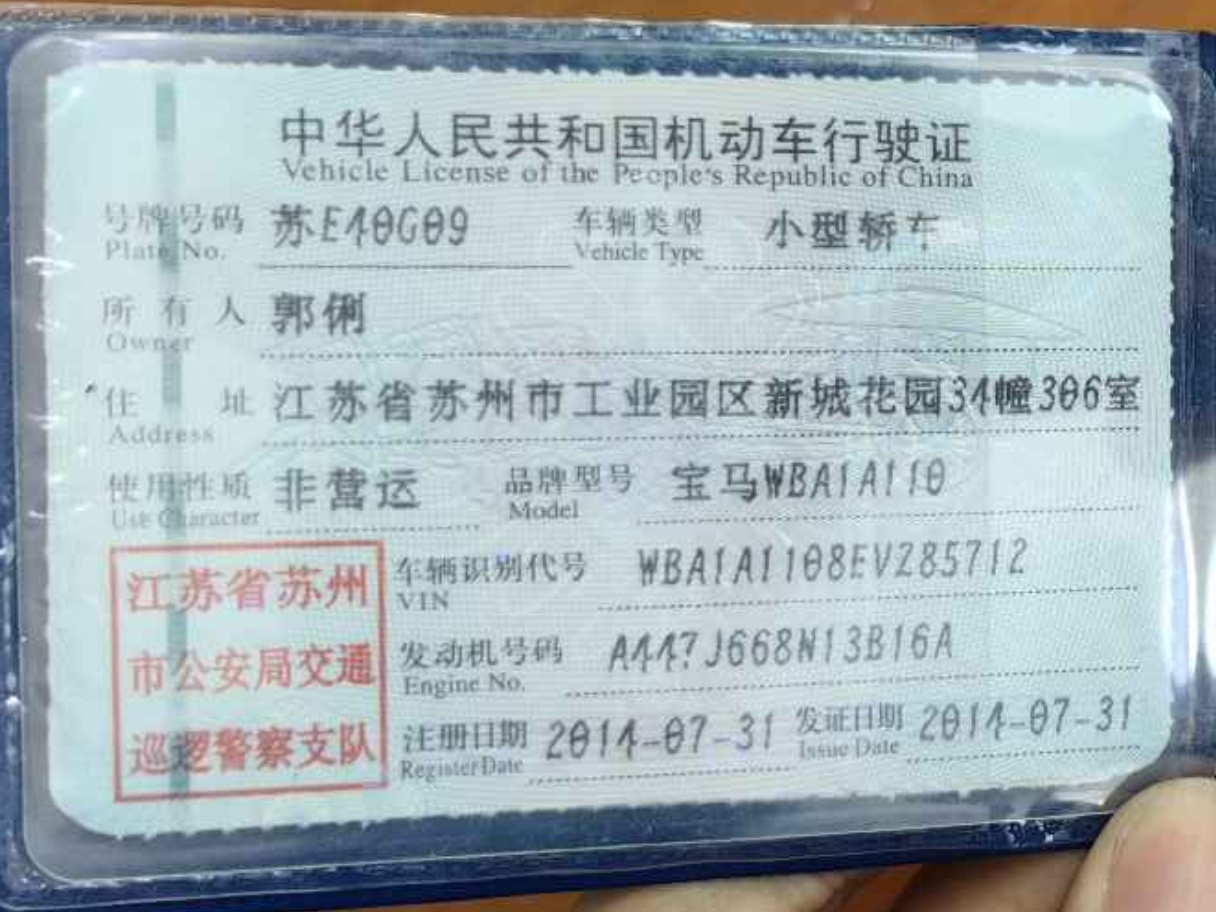 中华人民共和国机动车行驶证
Vehicle License of the People's Republic of China
号牌号码 苏E40G09 车辆类型 小型轿车
Plate No. Vehicle Type
所有人 郭俐
Owner
住址 江苏省苏州市工业园区新城花园34幢306室
Address
使用性质 非营运 品牌型号 宝马WBA1A110
Use Character Model
江苏省苏州
市公安局交通
巡逻警察支队
车辆识别代号 WBA1A1108EVZ85712
VIN
发动机号码 A447J668N13B16A
Engine No.
注册日期 2014-07-31 发证日期 2014-07-31
Register Date Issue Date